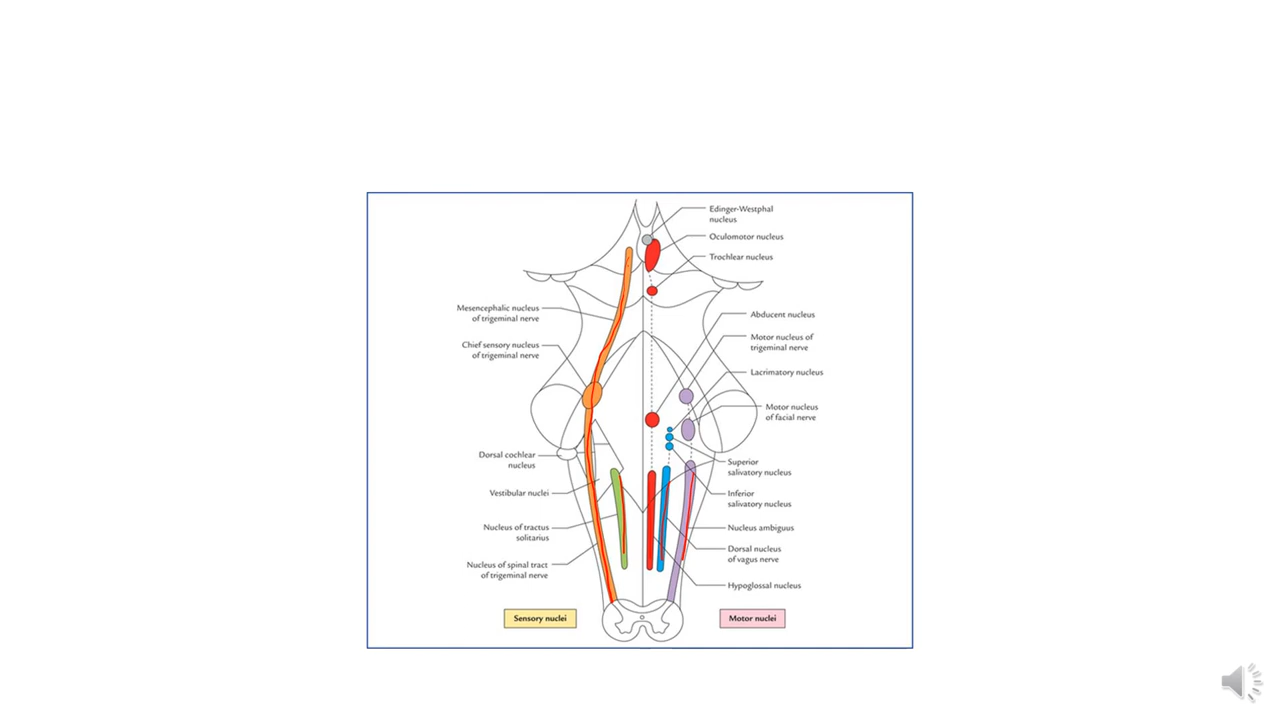 Edinger-Westphal
nucleus
Oculomotor nucleus
Trochlear nucleus
Mesencephalic nucleus
of trigeminal nerve
Abducent nucleus
Motor nucleus of
trigeminal nerve
Chief sensory nucleus
of trigeminal nerve
Lacrimatory nucleus
Motor nucleus
of facial nerve
Dorsal cochlear
nucleus
Superior
salivatory nucleus
Vestibular nuclei
Inferior
salivatory nucleus
Nucleus of tractus
solitarius
Nucleus ambiguus
Dorsal nucleus
of vagus nerve
Nucleus of spinal tract
of trigeminal nerve
Hypoglossal nucleus
Sensory nuclei
Motor nuclei